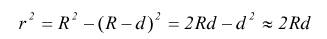 r² = R² − (R − d)² = 2Rd − d² ≈ 2Rd